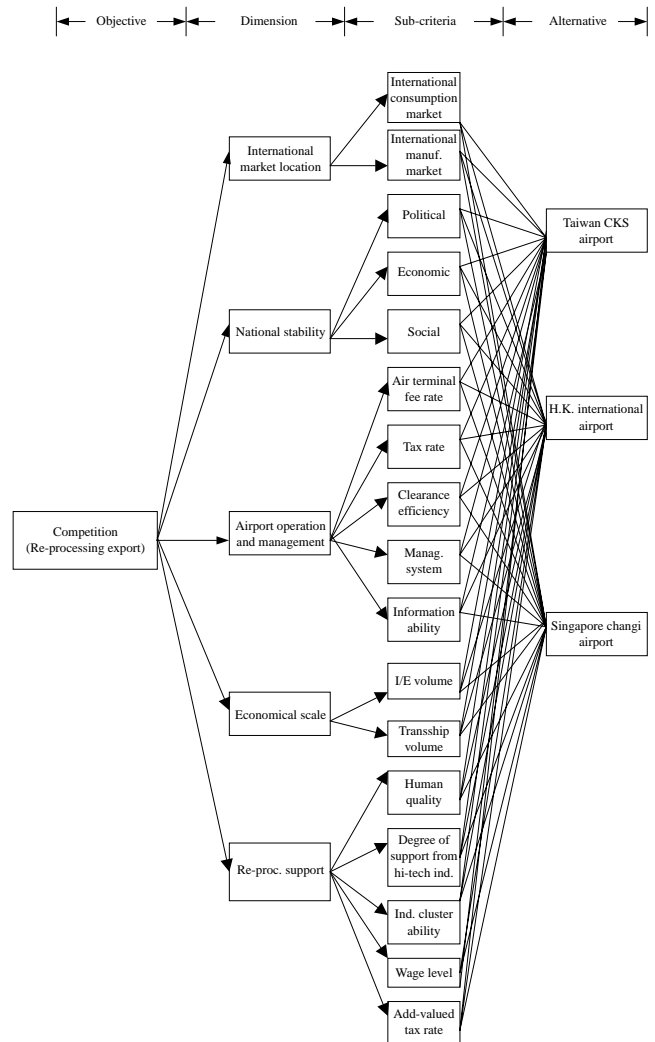 Objective
Dimension
Sub-criteria
Alternative
Competition
(Re-processing export)
International
market location
National stability
Airport operation
and management
Economical scale
Re-proc. support
International
consumption
market
International
manuf.
market
Political
Economic
Social
Air terminal
fee rate
Tax rate
Clearance
efficiency
Manag.
system
Information
ability
I/E volume
Transship
volume
Human
quality
Degree of
support from
hi-tech ind.
Ind. cluster
ability
Wage level
Add-valued
tax rate
Taiwan CKS
airport
H.K. international
airport
Singapore changi
airport